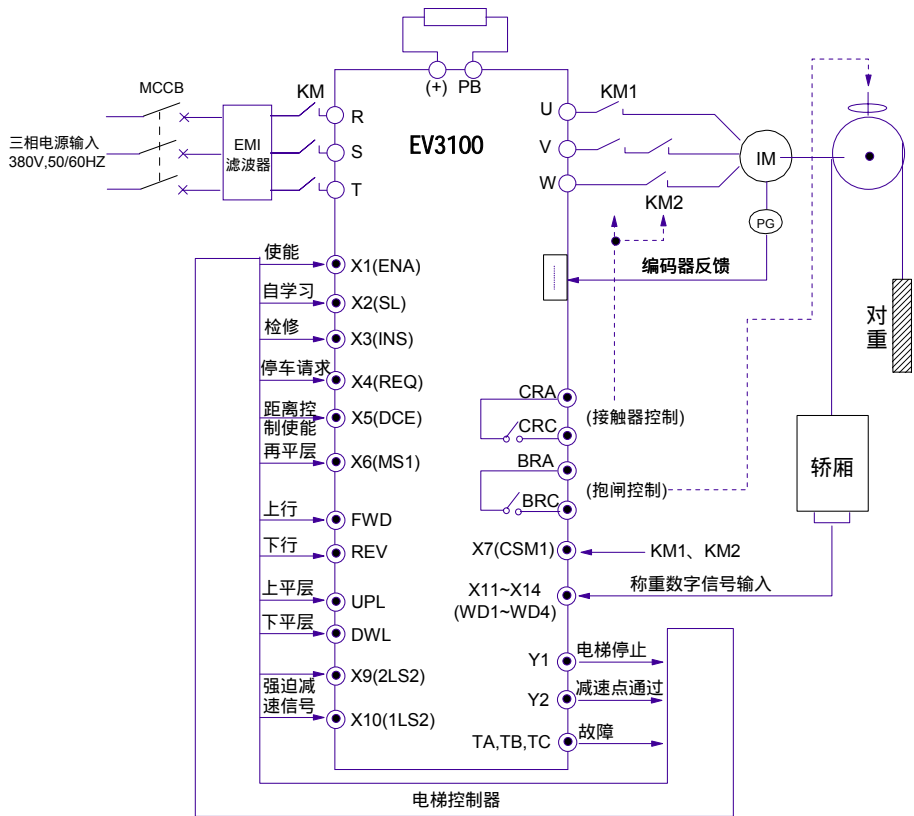 (+) PB
MCCB
KM
KM1
三相电源输入
380V,50/60HZ
EMI
滤波器
R
S
T
EV3100
U
V
W
IM
KM2
PG
编码器反馈
使能
X1(ENA)
自学习
X2(SL)
检修
X3(INS)
停车请求
X4(REQ)
距离控
制使能
X5(DCE)
再平层
X6(MS1)
上行
FWD
下行
REV
上平层
UPL
下平层
DWL
X9(2LS2)
强迫减
速信号
X10(1LS2)
CRA
CRC
(接触器控制)
BRA
BRC
(抱闸控制)
X7(CSM1)
KM1、KM2
X11~X14
(WD1~WD4)
称重数字信号输入
Y1
电梯停止
Y2
减速点通过
TA,TB,TC
故障
对重
轿厢
电梯控制器